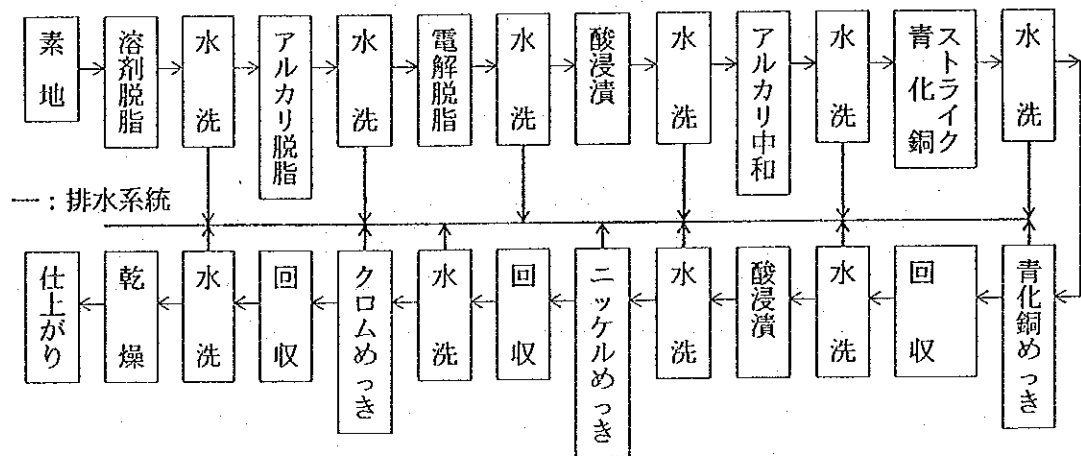 素地
溶剤脱脂
水洗
アルカリ脱脂
水洗
電解脱脂
水洗
酸浸漬
水洗
アルカリ中和
水洗
青化銅
ストライク
水洗
―：排水系統
青化銅めっき
回収
水洗
酸浸漬
水洗
ニッケルめっき
回収
水洗
クロムめっき
回収
水洗
乾燥
仕上がり